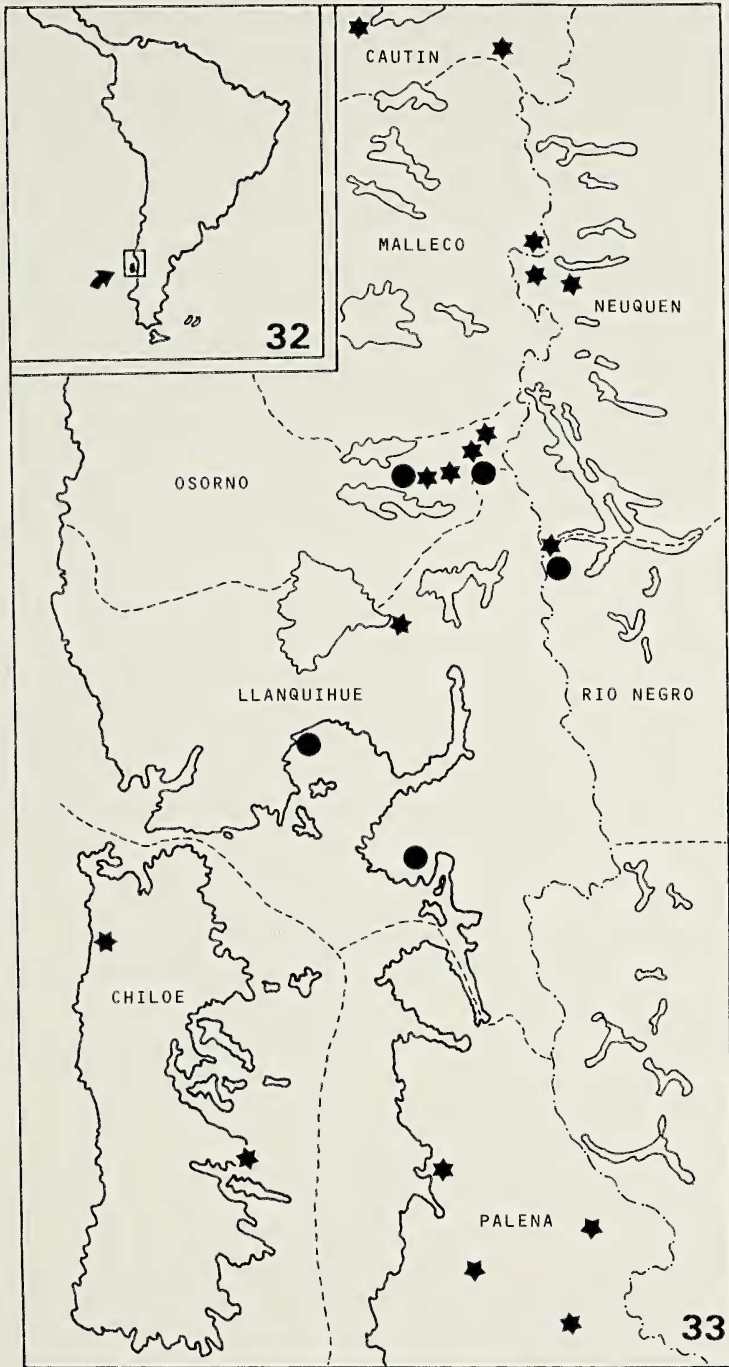 CAUTIN
MALLECO
NEUQUEN
32
OSORNO
LLANQUIHUE
RIO NEGRO
CHILOE
PALENA
33